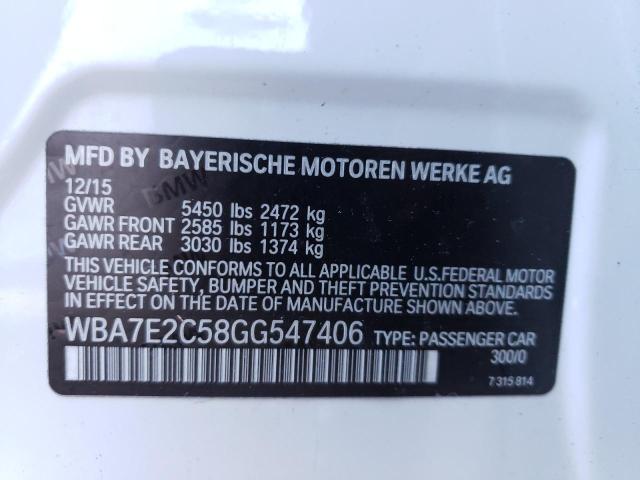 MFD BY BAYERISCHE MOTOREN WERKE AG
12/15
GVWR 5450 lbs 2472 kg
GAWR FRONT 2585 lbs 1173 kg
GAWR REAR 3030 lbs 1374 kg
THIS VEHICLE CONFORMS TO ALL APPLICABLE U.S.FEDERAL MOTOR
VEHICLE SAFETY, BUMPER AND THEFT PREVENTION STANDARDS
IN EFFECT ON THE DATE OF MANUFACTURE SHOWN ABOVE.
WBA7E2C58GG547406 TYPE: PASSENGER CAR
300/0
7 315 814